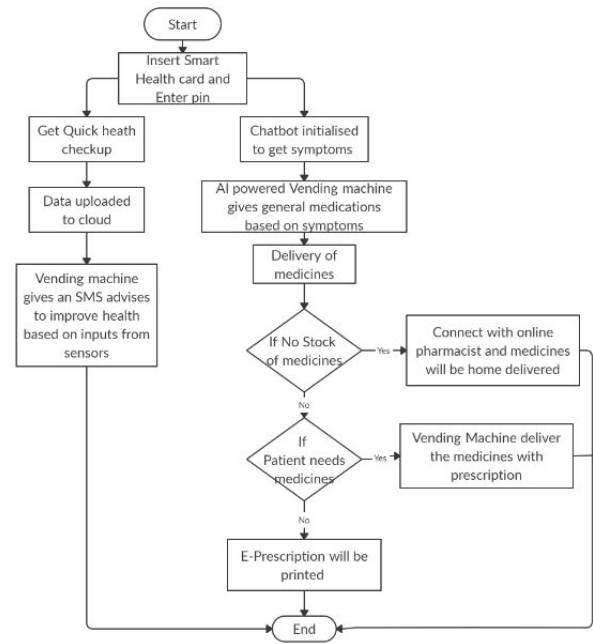 Start
Insert Smart
Health card and
Enter pin
Get Quick heath
checkup
Chatbot initialised
to get symptoms
Data uploaded
to cloud
AI powered Vending machine
gives general medications
based on symptoms
Vending machine
gives an SMS advises
to improve health
based on inputs from
sensors
Delivery of
medicines
If No Stock
of medicines
Yes
Connect with online
pharmacist and medicines
will be home delivered
No
If
Patient needs
medicines
Yes
Vending Machine deliver
the medicines with
prescription
No
E-Prescription will be
printed
End